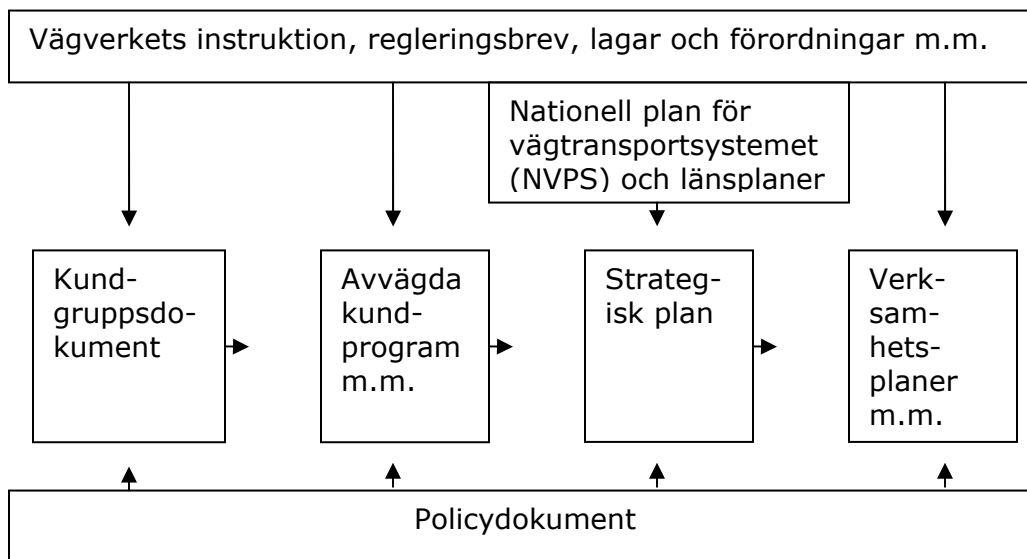 Vägverkets instruktion, regleringsbrev, lagar och förordningar m.m.
Nationell plan för
vägtransportsystemet
(NVPS) och länsplaner
Kund-
gruppsdo-
kument
Avvägda
kund-
program
m.m.
Strateg-
isk plan
Verk-
sam-
hets-
planer
m.m.
Policydokument